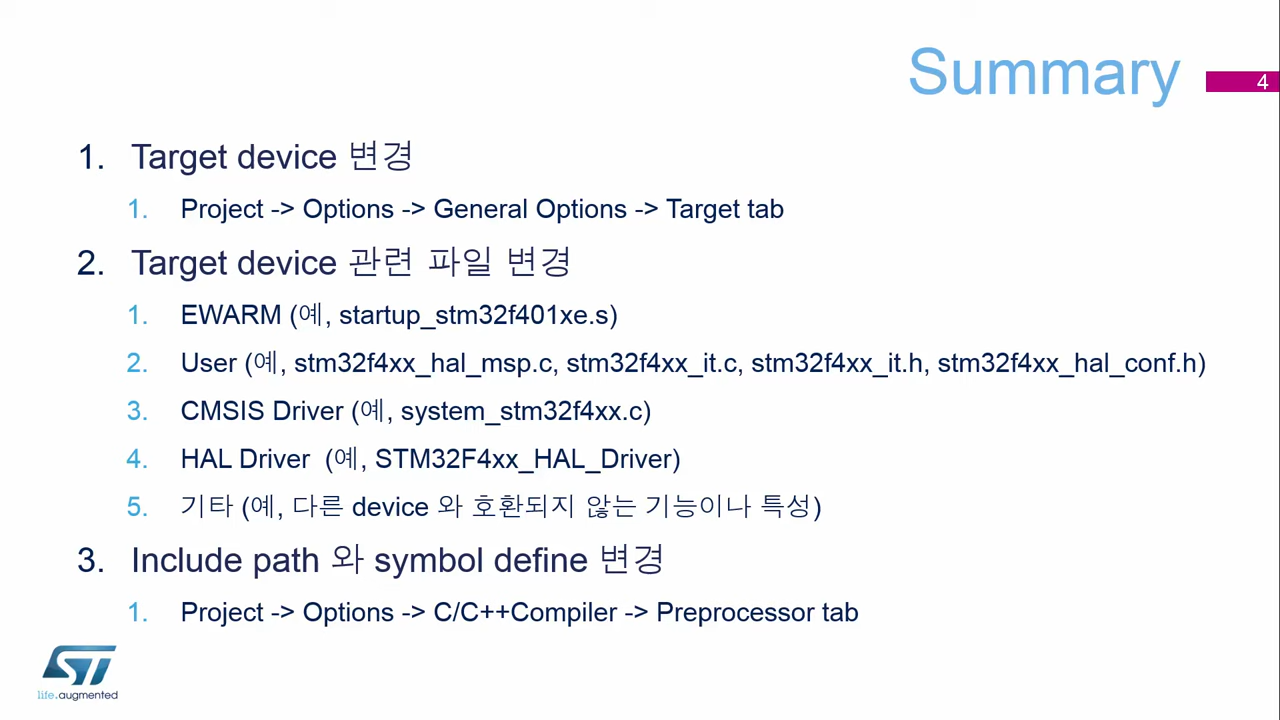 Summary
4
1. Target device 변경
1. Project -> Options -> General Options -> Target tab
2. Target device 관련 파일 변경
1. EWARM (예, startup_stm32f401xe.s)
2. User (예, stm32f4xx_hal_msp.c, stm32f4xx_it.c, stm32f4xx_it.h, stm32f4xx_hal_conf.h)
3. CMSIS Driver (예, system_stm32f4xx.c)
4. HAL Driver (예, STM32F4xx_HAL_Driver)
5. 기타 (예, 다른 device 와 호환되지 않는 기능이나 특성)
3. Include path 와 symbol define 변경
1. Project -> Options -> C/C++Compiler -> Preprocessor tab
ST
life.augmented